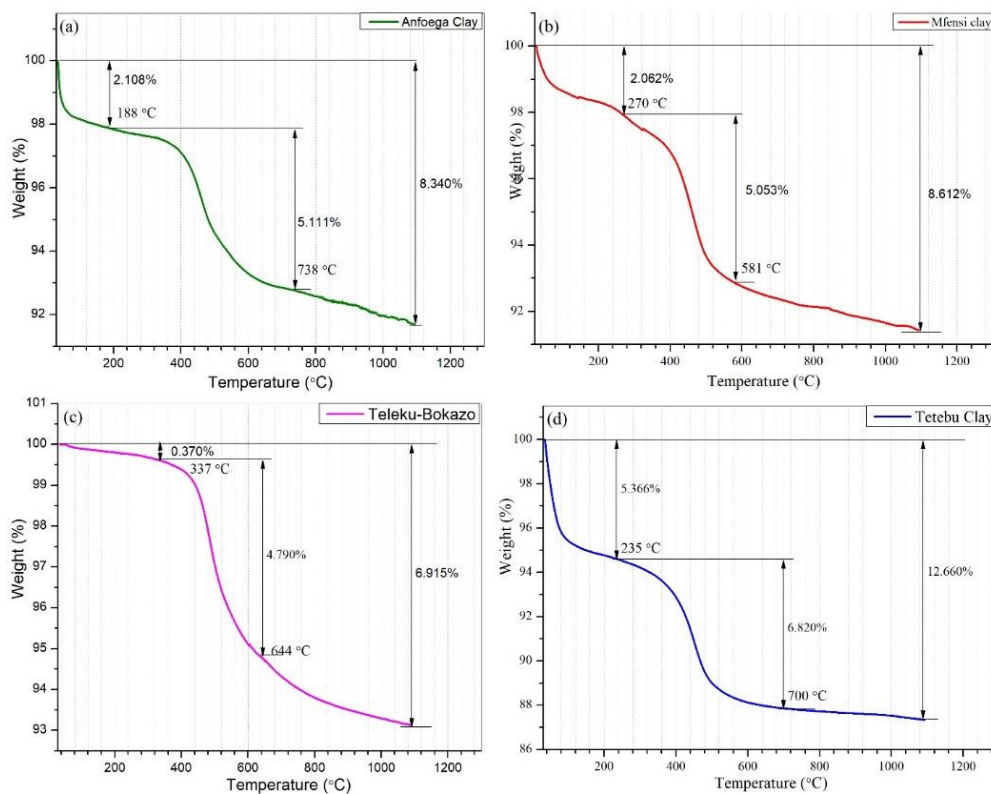 (a)
Anfoega Clay
100
98
96
94
92
2.108%
188 °C
5.111%
738 °C
8.340%
Weight (%)
200 400 600 800 1000 1200
Temperature (°C)
(b)
Mfensi clay
100
98
96
94
92
2.062%
270 °C
5.053%
581 °C
8.612%
Weight (%)
200 400 600 800 1000 1200
Temperature (°C)
(c)
Teleku-Bokazo
101
100
99
98
97
96
95
94
93
0.370%
337 °C
4.790%
644 °C
6.915%
Weight (%)
200 400 600 800 1000 1200
Temperature (°C)
(d)
Tetebu Clay
100
98
96
94
92
90
88
86
5.366%
235 °C
6.820%
700 °C
12.660%
Weight (%)
200 400 600 800 1000 1200
Temperature (°C)